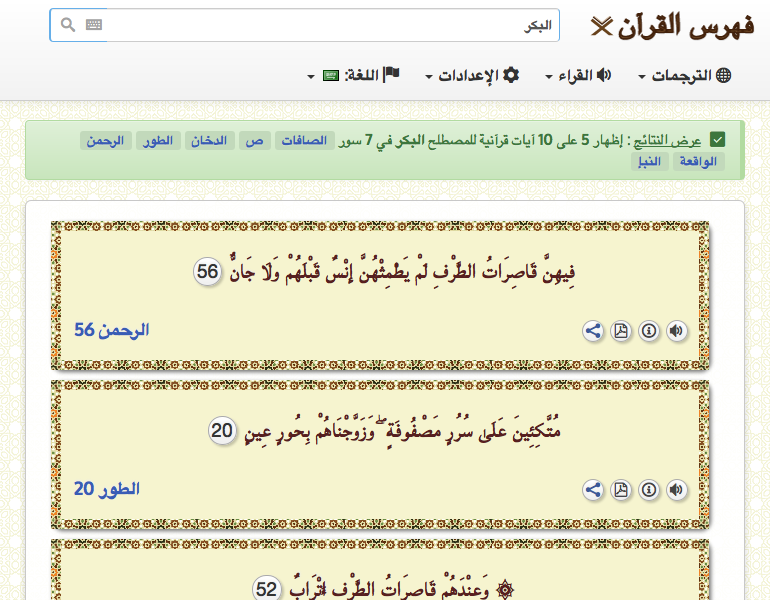 فهرس القرآن
البكر
الترجمات
القراء
الإعدادات
اللغة:
عرض النتائج : إظهار 5 على 10 آيات قرآنية للمصطلح البكر في 7 سور الصافات ص الدخان الطور الرحمن
الواقعة النبإ
فِيهِنَّ قَاصِرَاتُ الطَّرْفِ لَمْ يَطْمِثْهُنَّ إِنْسٌ قَبْلَهُمْ وَلَا جَانٌّ 56
الرحمن 56
مُتَّكِئِينَ عَلَىٰ سُرُرٍ مَصْفُوفَةٍ ۖ وَزَوَّجْنَاهُمْ بِحُورٍ عِينٍ 20
الطور 20
۞ وَعِنْدَهُمْ قَاصِرَاتُ الطَّرْفِ أَتْرَابٌ 52